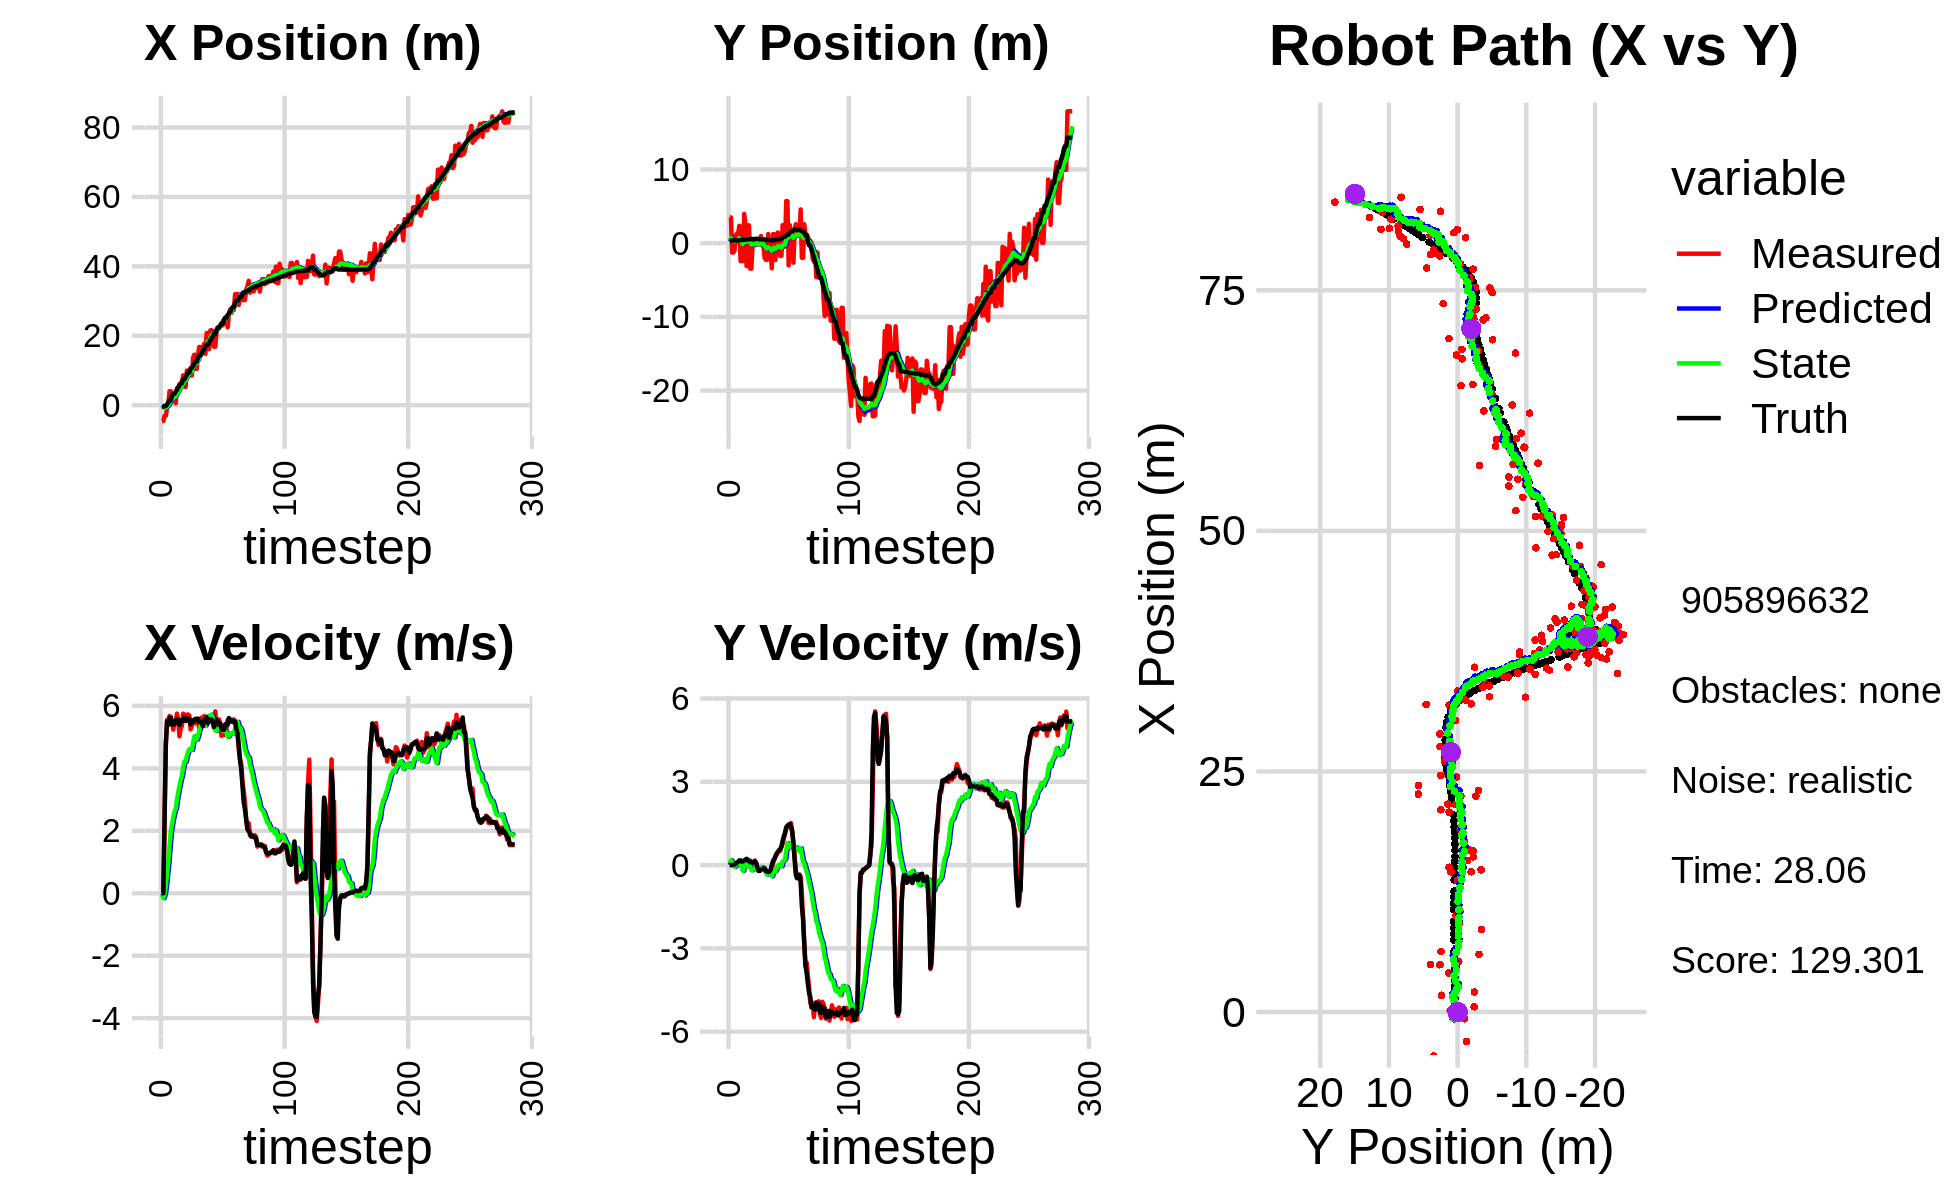 X Position (m)
80
60
40
20
0
0
100
200
300
timestep
Y Position (m)
10
0
-10
-20
0
100
200
300
timestep
X Velocity (m/s)
6
4
2
0
-2
-4
0
100
200
300
timestep
Y Velocity (m/s)
6
3
0
-3
-6
0
100
200
300
timestep
Robot Path (X vs Y)
X Position (m)
75
50
25
0
20 10 0 -10 -20
Y Position (m)
variable
Measured
Predicted
State
Truth
905896632
Obstacles: none
Noise: realistic
Time: 28.06
Score: 129.301